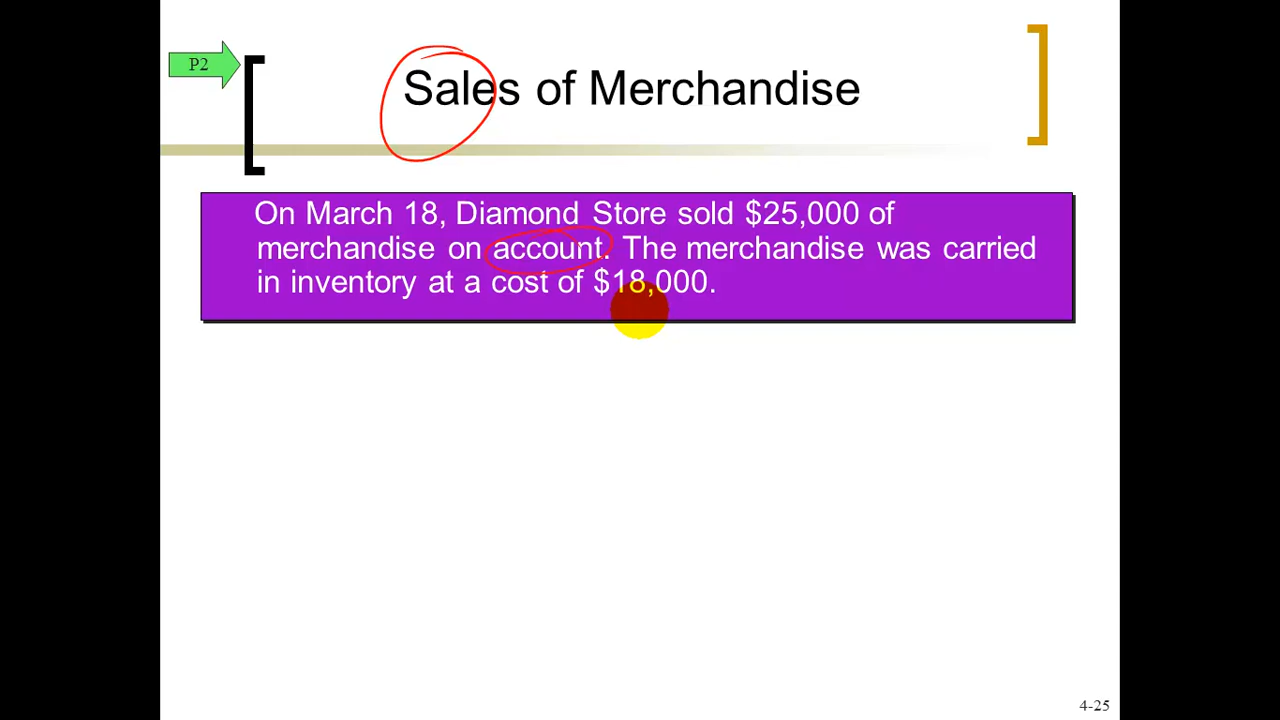 P2
Sales of Merchandise
On March 18, Diamond Store sold $25,000 of
merchandise on account. The merchandise was carried
in inventory at a cost of $18,000.
4-25